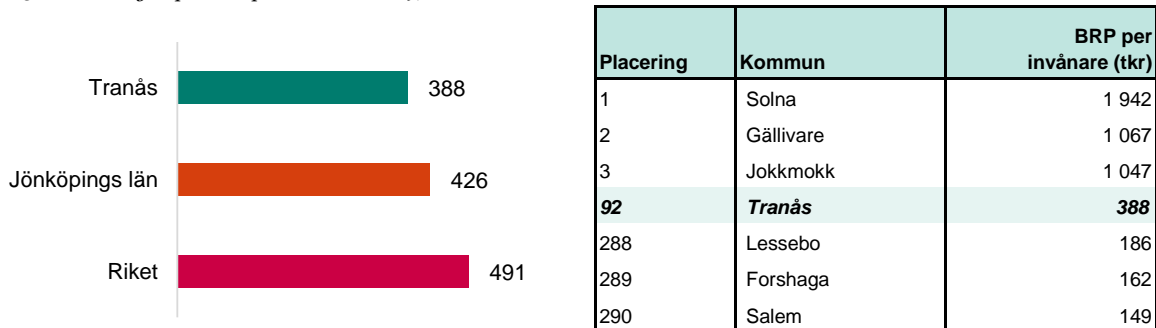 Tranås 388
Jönköpings län 426
Riket 491
BRP per
Placering Kommun invånare (tkr)
1 Solna 1 942
2 Gällivare 1 067
3 Jokkmokk 1 047
92 Tranås 388
288 Lessebo 186
289 Forshaga 162
290 Salem 149